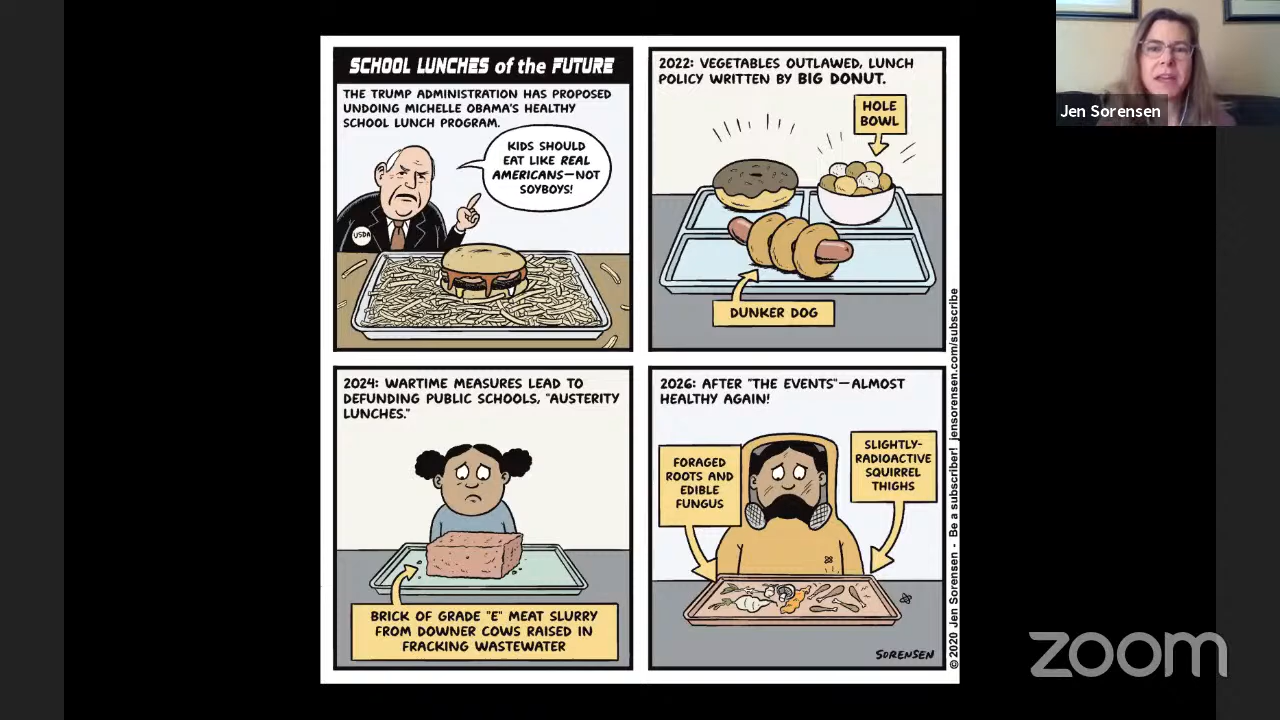 SCHOOL LUNCHES of the FUTURE
THE TRUMP ADMINISTRATION HAS PROPOSED
UNDOING MICHELLE OBAMA'S HEALTHY
SCHOOL LUNCH PROGRAM.
KIDS SHOULD
EAT LIKE REAL
AMERICANS—NOT
SOYBOYS!
USDA
2022: VEGETABLES OUTLAWED, LUNCH
POLICY WRITTEN BY BIG DONUT.
HOLE
BOWL
DUNKER DOG
2024: WARTIME MEASURES LEAD TO
DEFUNDING PUBLIC SCHOOLS, "AUSTERITY
LUNCHES."
BRICK OF GRADE "E" MEAT SLURRY
FROM DOWNER COWS RAISED IN
FRACKING WASTEWATER
2026: AFTER "THE EVENTS"—ALMOST
HEALTHY AGAIN!
FORAGED
ROOTS AND
EDIBLE
FUNGUS
SLIGHTLY-
RADIOACTIVE
SQUIRREL
THIGHS
SORENSEN
©2020 Jen Sorensen - Be a subscriber! jensorensen.com/subscribe
Jen Sorensen
zoom